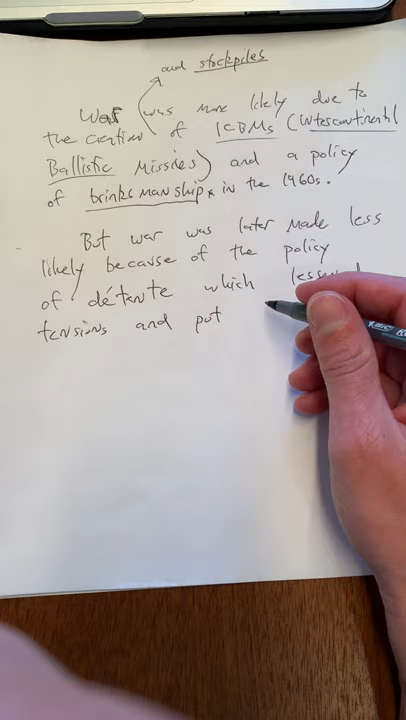 and stockpiles
War was more likely due to
the creation of ICBMs (Intercontinental
Ballistic Missiles) and a policy
of brinksmanship in the 1960s.
But war was later made less
likely because of the policy
of détente which lessened
tensions and put
BIC